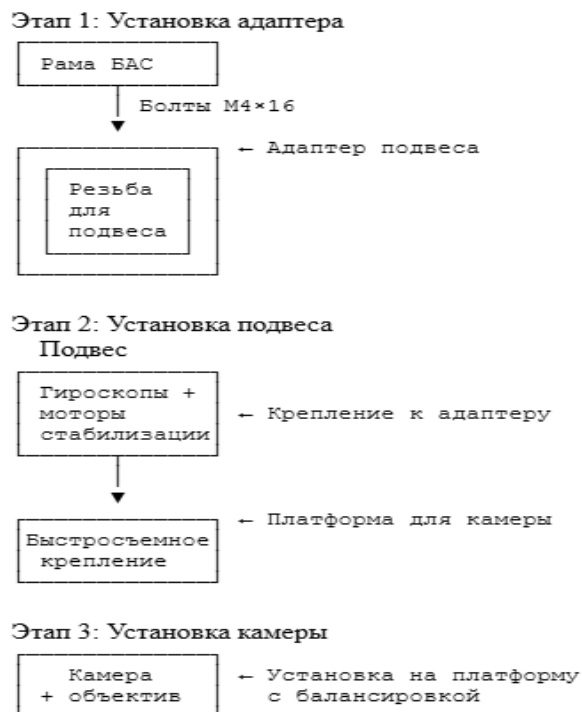 Этап 1: Установка адаптера
Рама БАС
Болты М4×16
← Адаптер подвеса
Резьба
для
подвеса
Этап 2: Установка подвеса
Подвес
Гироскопы +
моторы
стабилизации
← Крепление к адаптеру
← Платформа для камеры
Быстросъемное
крепление
Этап 3: Установка камеры
Камера
+ объектив
← Установка на платформу
с балансировкой